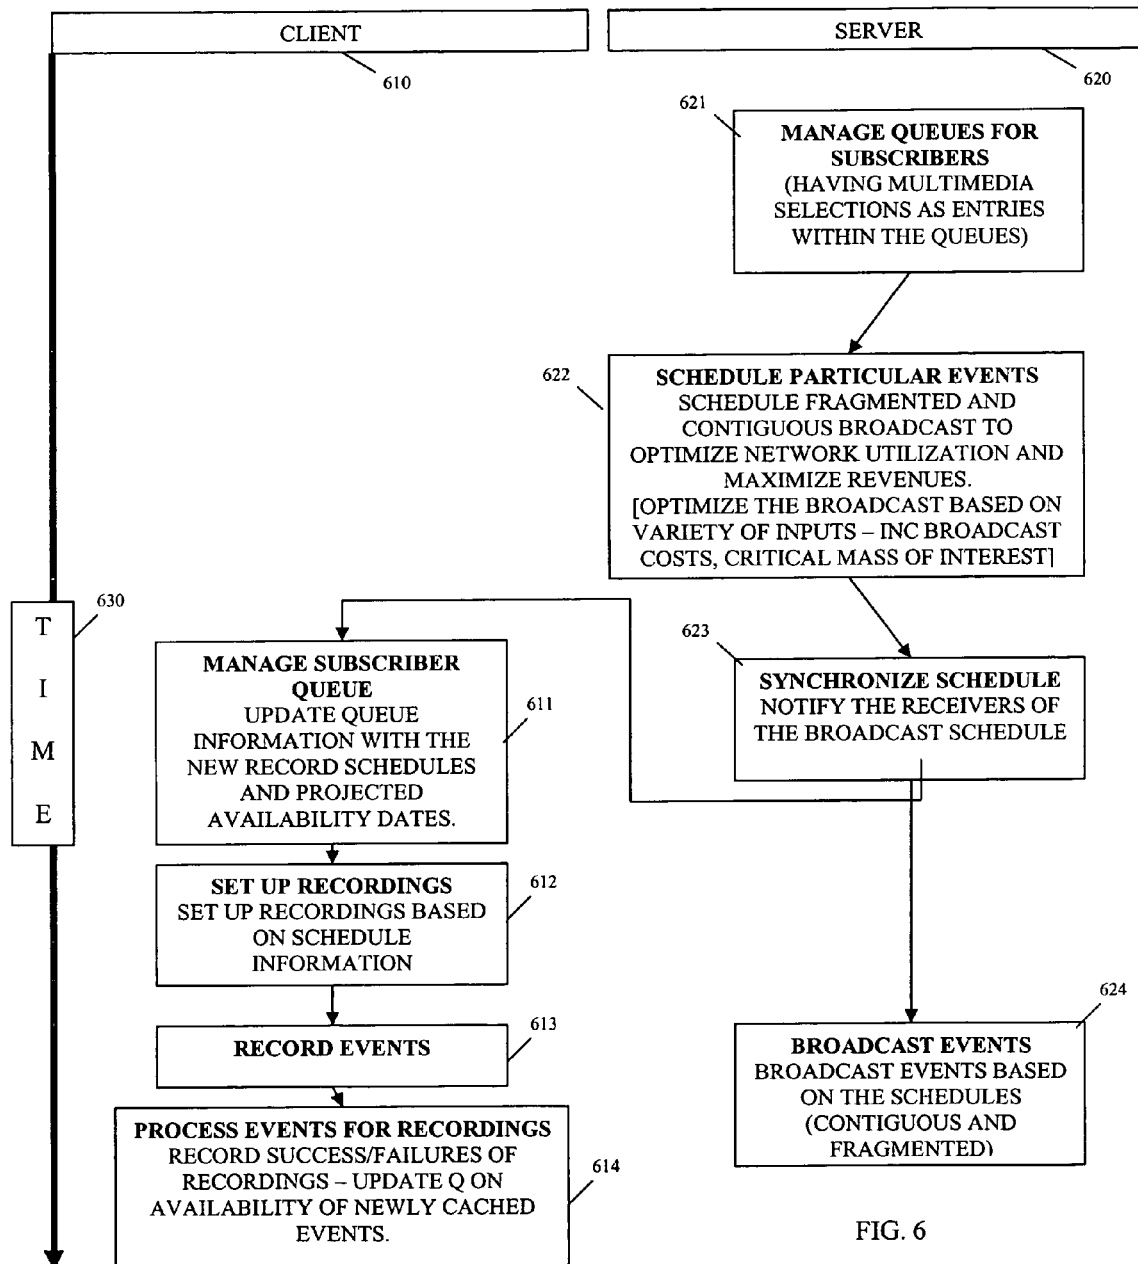 CLIENT
SERVER
610
620
621
MANAGE QUEUES FOR
SUBSCRIBERS
(HAVING MULTIMEDIA
SELECTIONS AS ENTRIES
WITHIN THE QUEUES)
622
SCHEDULE PARTICULAR EVENTS
SCHEDULE FRAGMENTED AND
CONTIGUOUS BROADCAST TO
OPTIMIZE NETWORK UTILIZATION AND
MAXIMIZE REVENUES.
[OPTIMIZE THE BROADCAST BASED ON
VARIETY OF INPUTS – INC BROADCAST
COSTS, CRITICAL MASS OF INTEREST]
630
T
I
M
E
623
SYNCHRONIZE SCHEDULE
NOTIFY THE RECEIVERS OF
THE BROADCAST SCHEDULE
MANAGE SUBSCRIBER
QUEUE
UPDATE QUEUE
INFORMATION WITH THE
NEW RECORD SCHEDULES
AND PROJECTED
AVAILABILITY DATES.
611
SET UP RECORDINGS
SET UP RECORDINGS BASED
ON SCHEDULE
INFORMATION
612
RECORD EVENTS
613
624
BROADCAST EVENTS
BROADCAST EVENTS BASED
ON THE SCHEDULES
(CONTIGUOUS AND
FRAGMENTED)
PROCESS EVENTS FOR RECORDINGS
RECORD SUCCESS/FAILURES OF
RECORDINGS – UPDATE Q ON
AVAILABILITY OF NEWLY CACHED
EVENTS.
614
FIG. 6